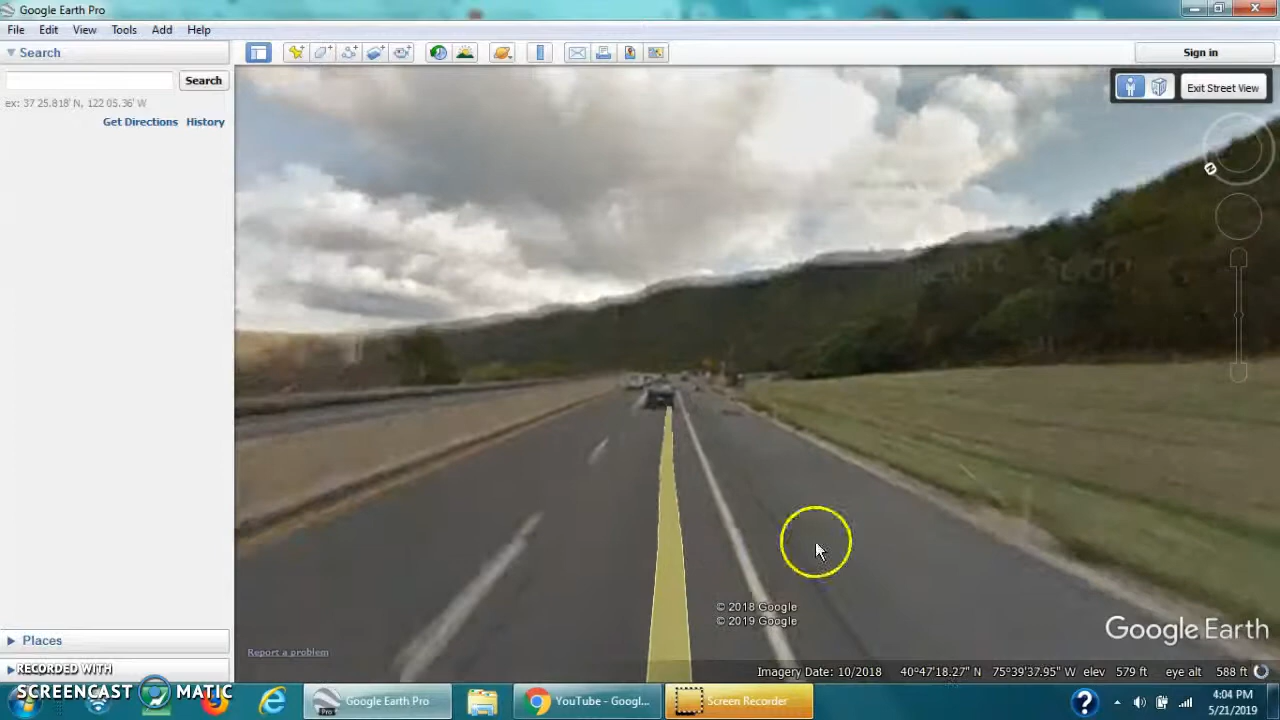 Google Earth Pro
File Edit View Tools Add Help
Search
Sign in
Search
ex: 37 25.818' N, 122 05.36' W
Get Directions History
Exit Street View
N
© 2018 Google
© 2019 Google
Google Earth
Report a problem
Imagery Date: 10/2018 40°47'18.27" N 75°39'37.95" W elev 579 ft eye alt 588 ft
Places
RECORDED WITH
SCREENCAST MATIC
Google Earth Pro
Pro
YouTube - Googl...
Screen Recorder
?
4:04 PM
5/21/2019